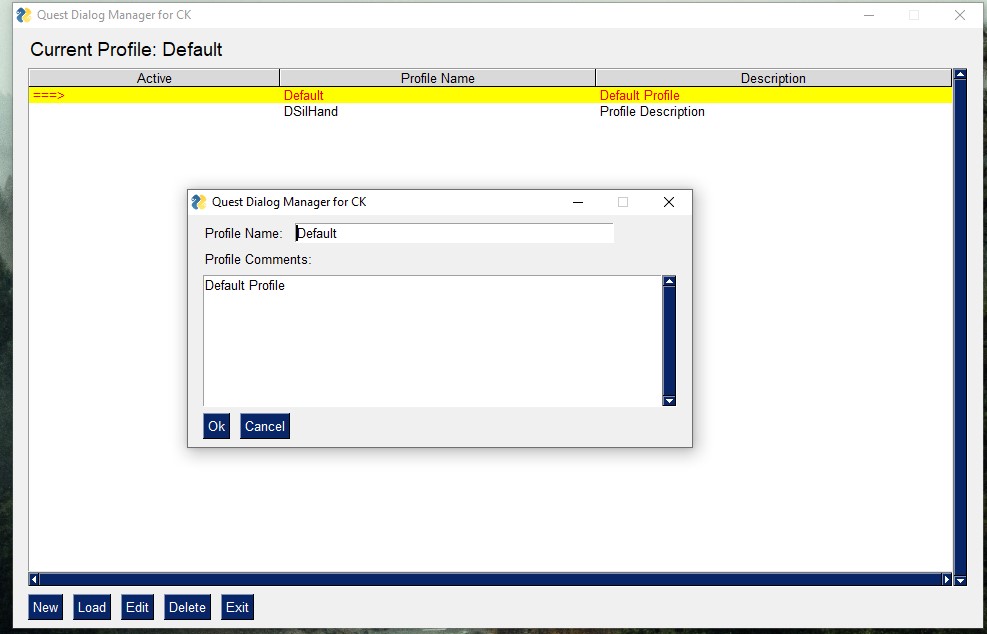 Quest Dialog Manager for CK
Current Profile: Default
Active Profile Name Description
===> Default Default Profile
DSilHand Profile Description
Quest Dialog Manager for CK
Profile Name: Default
Profile Comments:
Default Profile
Ok Cancel
New Load Edit Delete Exit